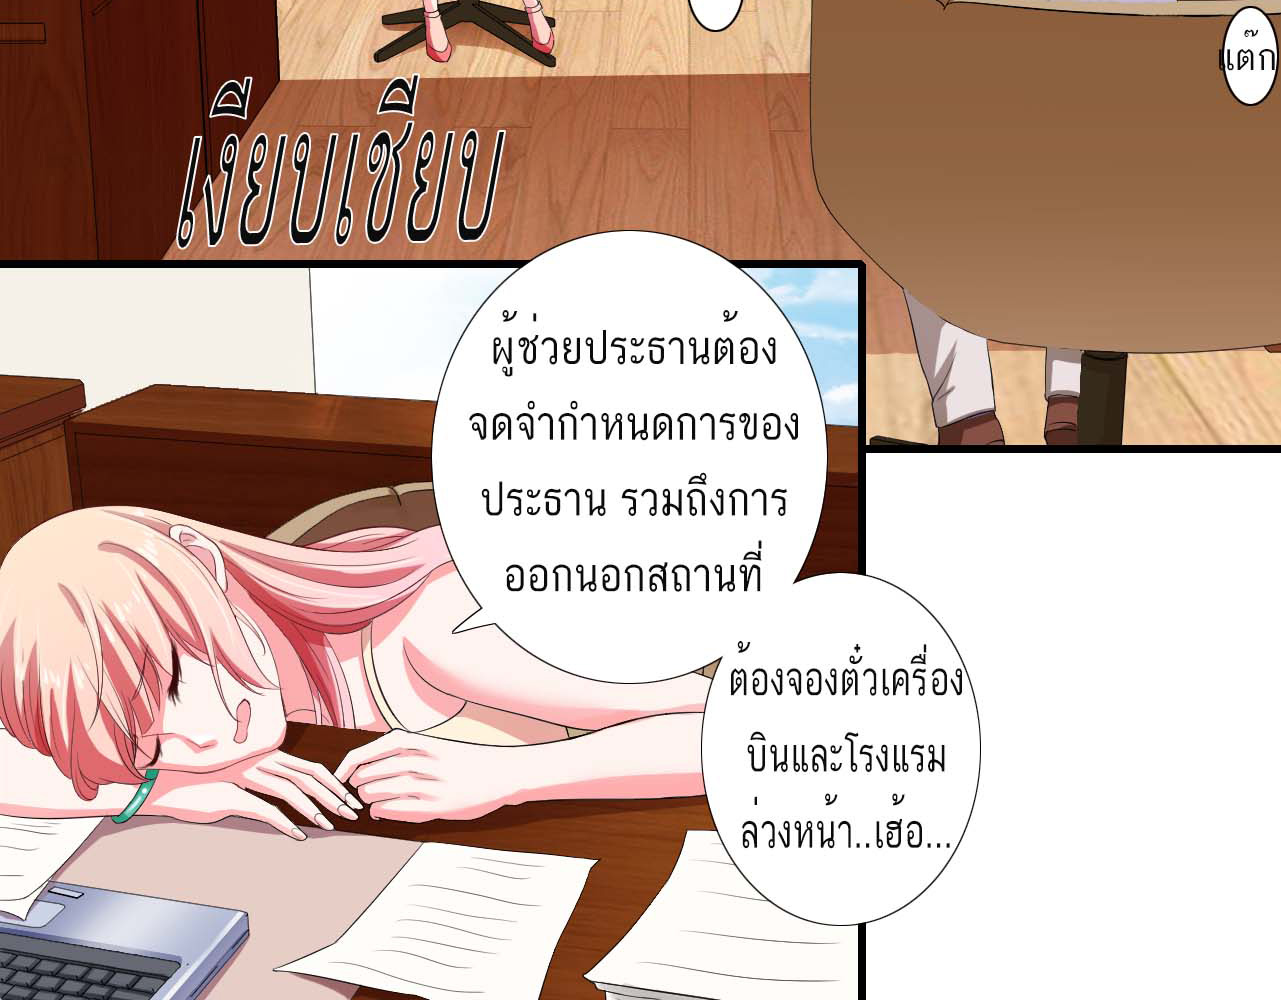 แต๊ก
เงียบเชียบ
ผู้ช่วยประธานต้อง
จดจำกำหนดการของ
ประธาน รวมถึงการ
ออกนอกสถานที่
ต้องจองตั๋วเครื่อง
บินและโรงแรม
ล่วงหน้า..เฮ้อ...